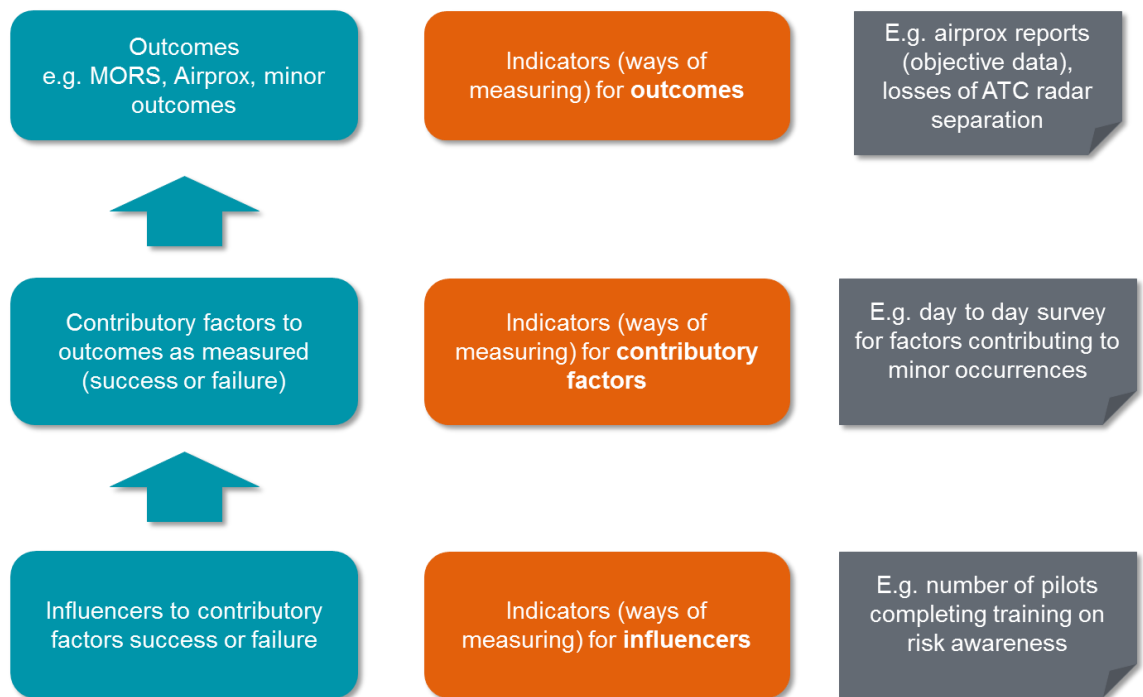 Outcomes
e.g. MORS, Airprox, minor
outcomes
Indicators (ways of
measuring) for outcomes
E.g. airprox reports
(objective data),
losses of ATC radar
separation
Contributory factors to
outcomes as measured
(success or failure)
Indicators (ways of
measuring) for contributory
factors
E.g. day to day survey
for factors contributing to
minor occurrences
Influencers to contributory
factors success or failure
Indicators (ways of
measuring) for influencers
E.g. number of pilots
completing training on
risk awareness